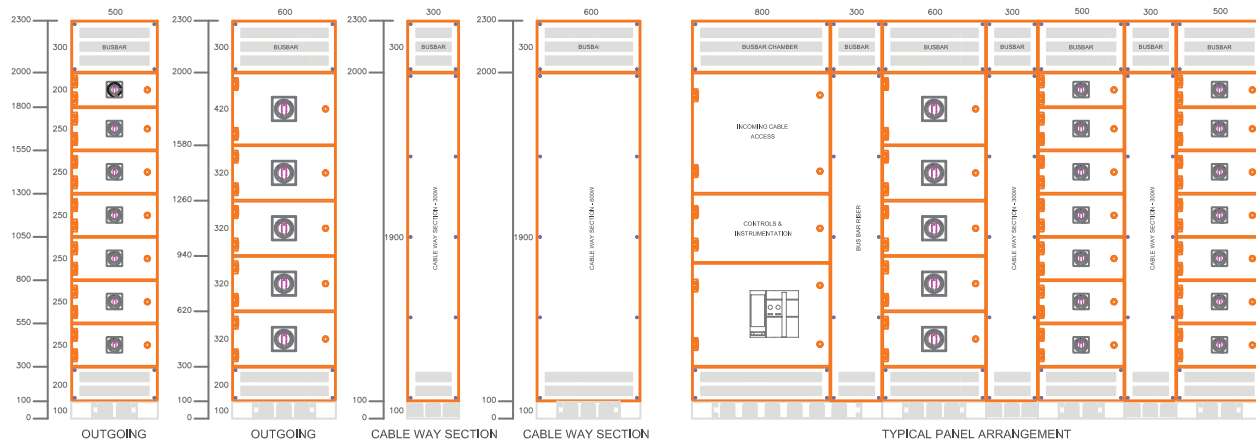 500
2300
300
BUSBAR
2000
200
1800
250
1550
250
1300
250
1050
250
800
250
550
250
300
200
100
100
0
OUTGOING
600
2300
300
BUSBAR
2000
420
1580
320
1260
320
940
320
620
320
300
200
100
100
0
OUTGOING
300
2300
300
BUSBAR
2000
1900
CABLE WAY SECTION - 300W
100
100
0
CABLE WAY SECTION
600
2300
300
BUSBA
2000
1900
CABLE WAY SECTION - 600W
100
100
0
CABLE WAY SECTION
800 300 600 300 500 300 500
BUSBAR CHAMBER BUSBAR BUSBAR BUSBAR BUSBAR BUSBAR BUSBAR
INCOMING CABLE
ACCESS
CONTROLS &
INSTRUMENTATION
BUS BAR RISER
CABLE WAY SECTION - 300W
CABLE WAY SECTION - 300W
TYPICAL PANEL ARRANGEMENT